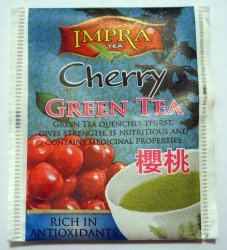 IMPRA®
TEA
Cherry
GREEN TEA
GREEN TEA QUENCHES THIRST,
GIVES STRENGTH, IS NUTRITIOUS AND
CONTAINS MEDICINAL PROPERTIES
櫻桃
RICH IN
ANTIOXIDANTS